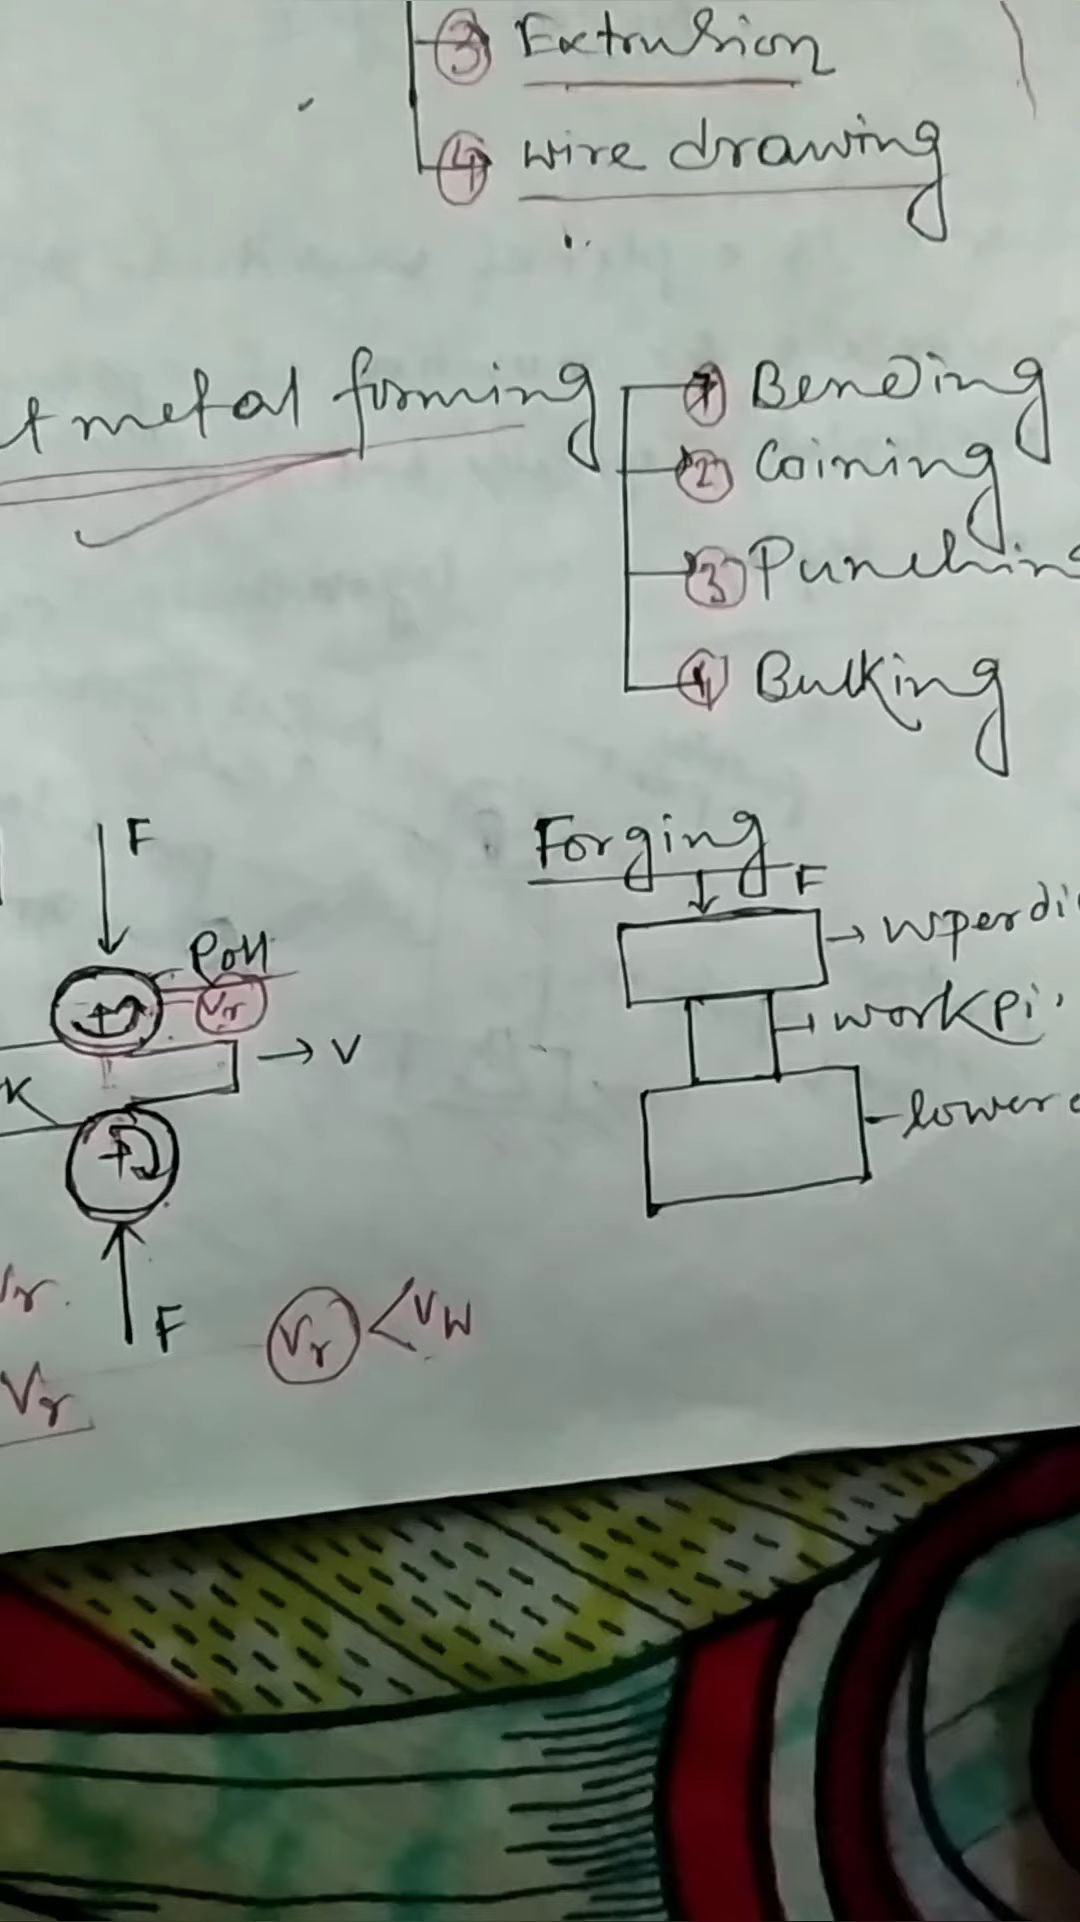 ③ Extrusion
④ wire drawing
t metal forming
① Bending
② Coining
③ Punchin
④ Bulking
F
Forging
F
Roll
Vr
upper di
workpi
V
K
lower
Vr.
F
Vr < Vw
Vr